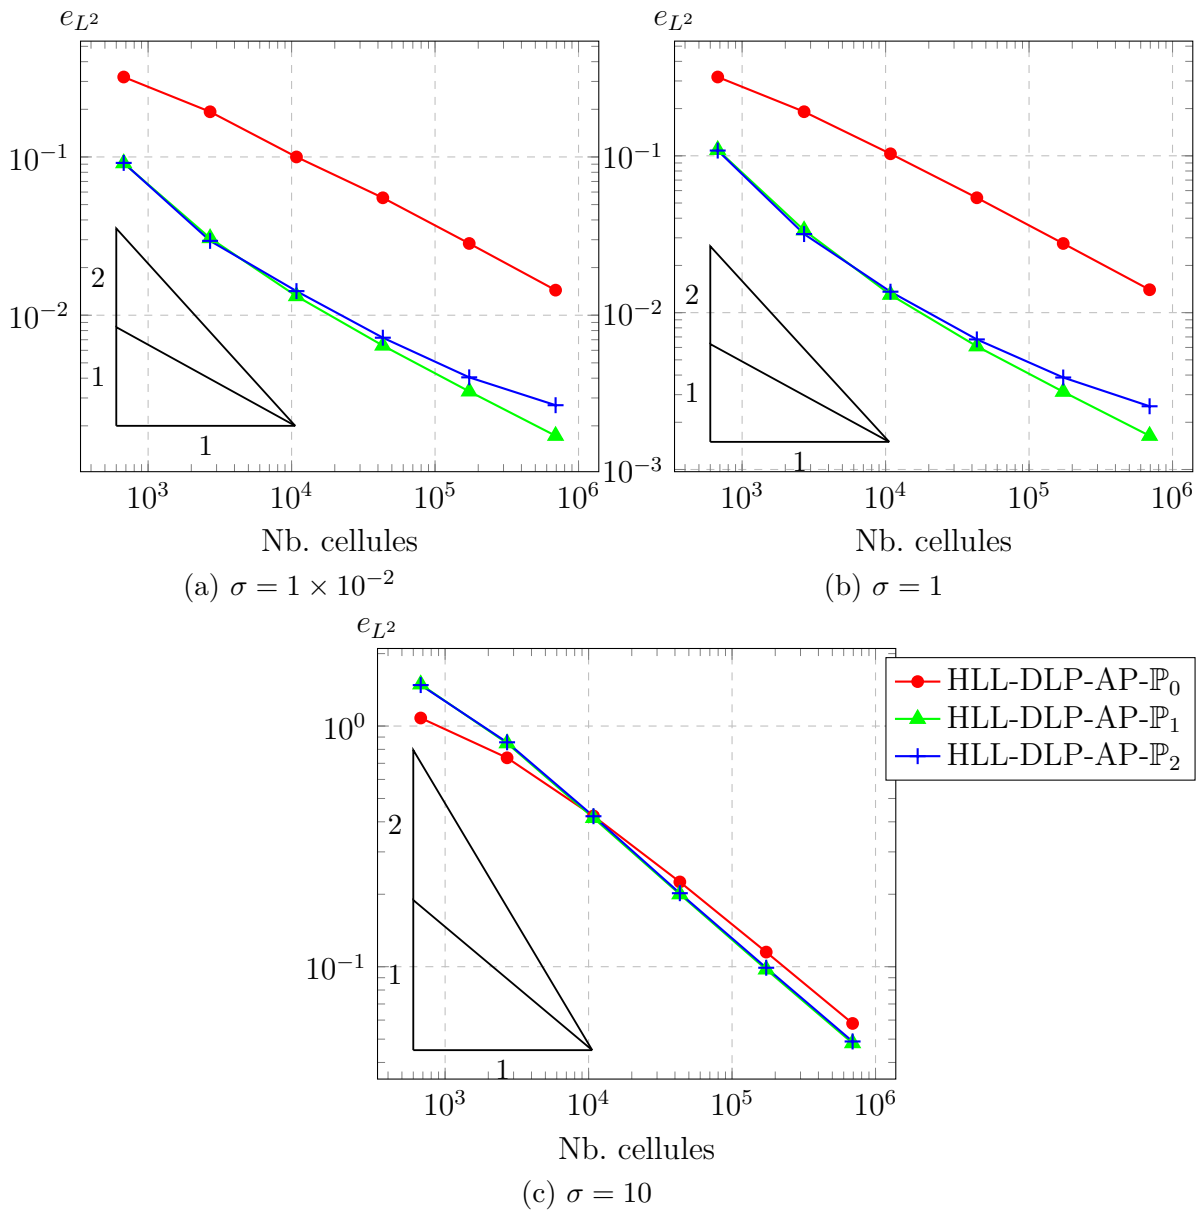 e_{L^2}
10^{-1}
10^{-2}
2
1
1
10^3 10^4 10^5 10^6
Nb. cellules
(a) σ = 1 × 10^{-2}
e_{L^2}
10^{-1}
10^{-2}
10^{-3}
2
1
1
10^3 10^4 10^5 10^6
Nb. cellules
(b) σ = 1
e_{L^2}
10^0
10^{-1}
2
1
1
10^3 10^4 10^5 10^6
Nb. cellules
(c) σ = 10
HLL-DLP-AP-ℙ_0
HLL-DLP-AP-ℙ_1
HLL-DLP-AP-ℙ_2